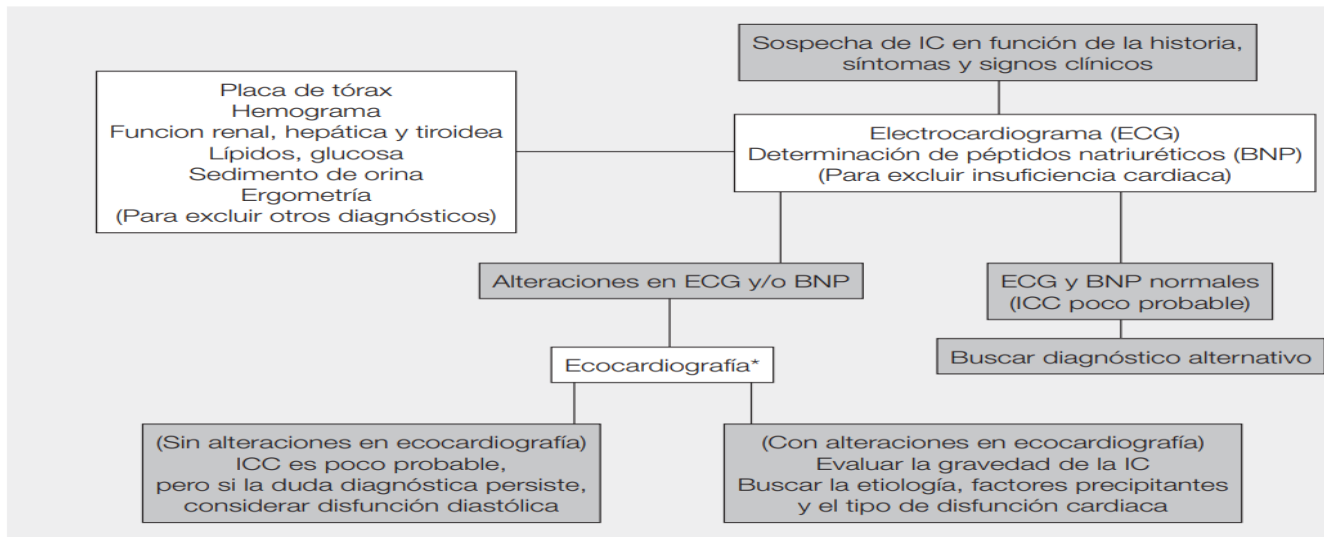 Sospecha de IC en función de la historia,
síntomas y signos clínicos
Placa de tórax
Hemograma
Funcion renal, hepática y tiroidea
Lípidos, glucosa
Sedimento de orina
Ergometría
(Para excluir otros diagnósticos)
Electrocardiograma (ECG)
Determinación de péptidos natriuréticos (BNP)
(Para excluir insuficiencia cardiaca)
Alteraciones en ECG y/o BNP
ECG y BNP normales
(ICC poco probable)
Ecocardiografía*
Buscar diagnóstico alternativo
(Sin alteraciones en ecocardiografía)
ICC es poco probable,
pero si la duda diagnóstica persiste,
considerar disfunción diastólica
(Con alteraciones en ecocardiografía)
Evaluar la gravedad de la IC
Buscar la etiología, factores precipitantes
y el tipo de disfunción cardiaca